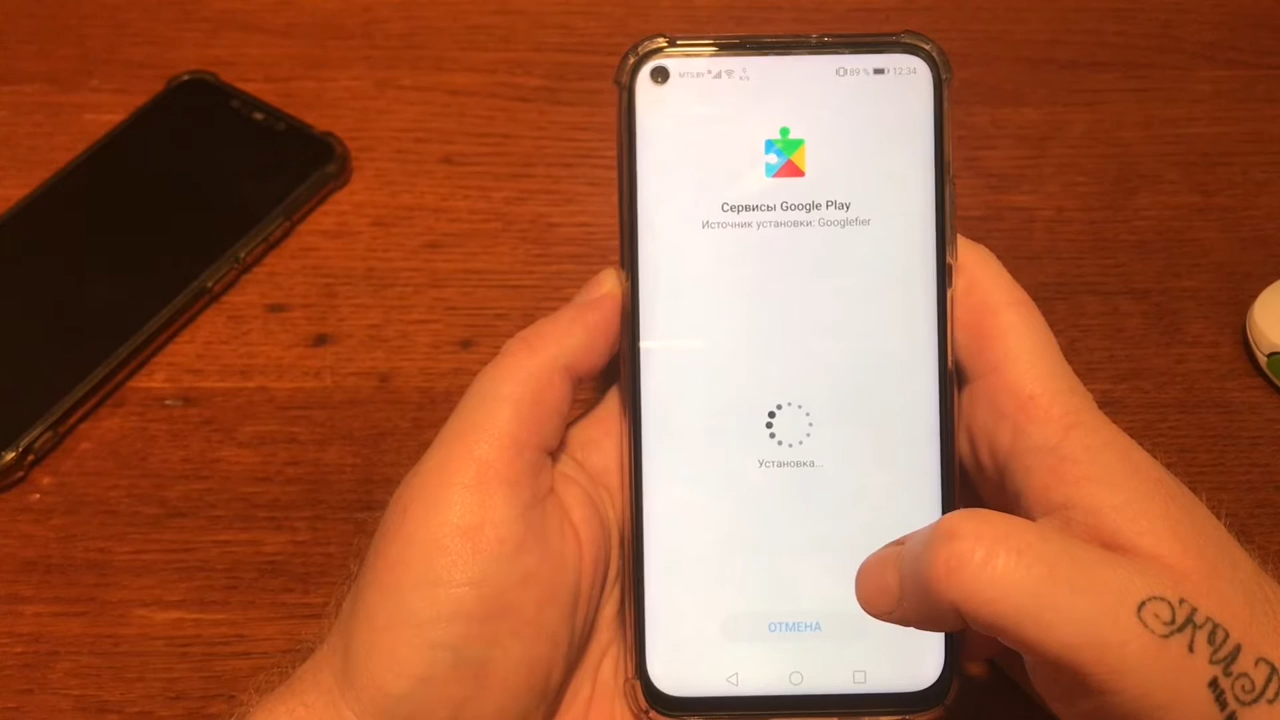 MTS.BY 89 % 12:34
Сервисы Google Play
Источник установки: Googlefier
Установка...
ОТМЕНА